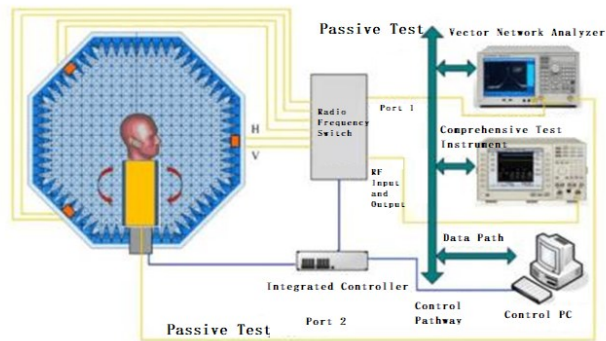 Passive Test
Vector Network Analyzer
Port 1
Radio
Frequency
Switch
H
V
Comprehensive Test
Instrument
RF
Input
and
Output
Data Path
Integrated Controller
Control
Pathway
Control PC
Port 2
Passive Test